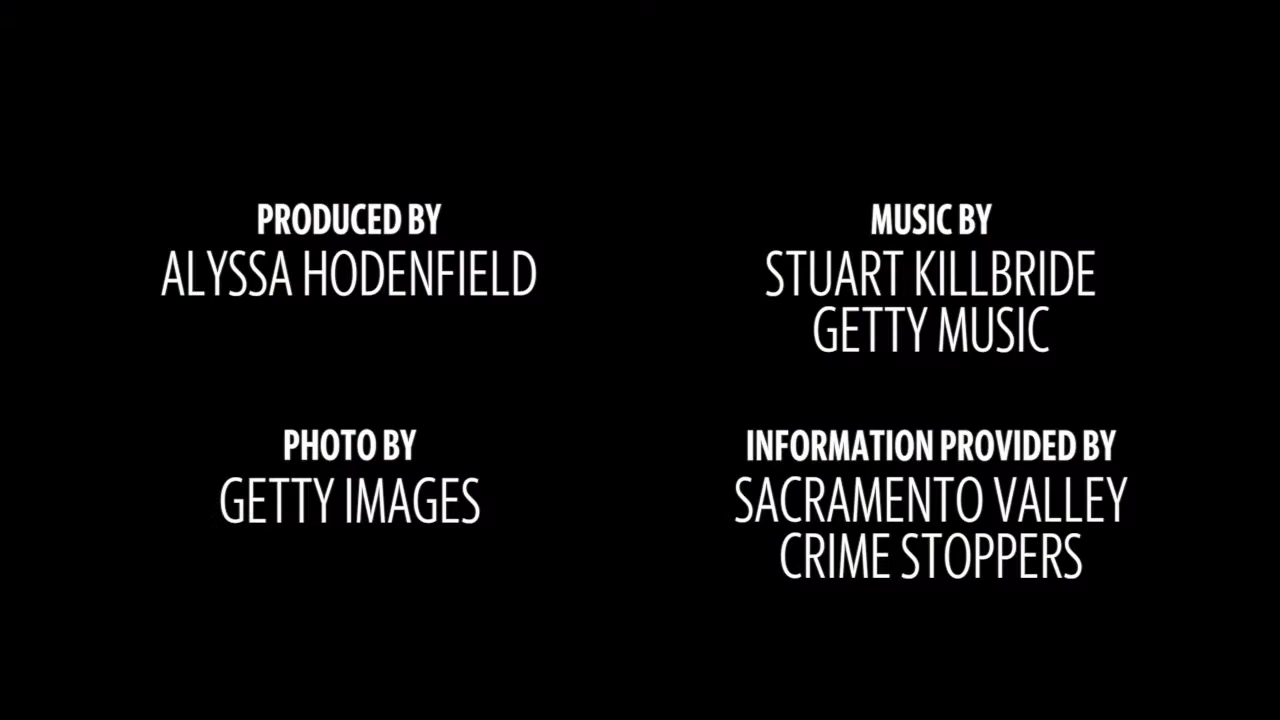 PRODUCED BY
ALYSSA HODENFIELD
MUSIC BY
STUART KILLBRIDE
GETTY MUSIC
PHOTO BY
GETTY IMAGES
INFORMATION PROVIDED BY
SACRAMENTO VALLEY
CRIME STOPPERS